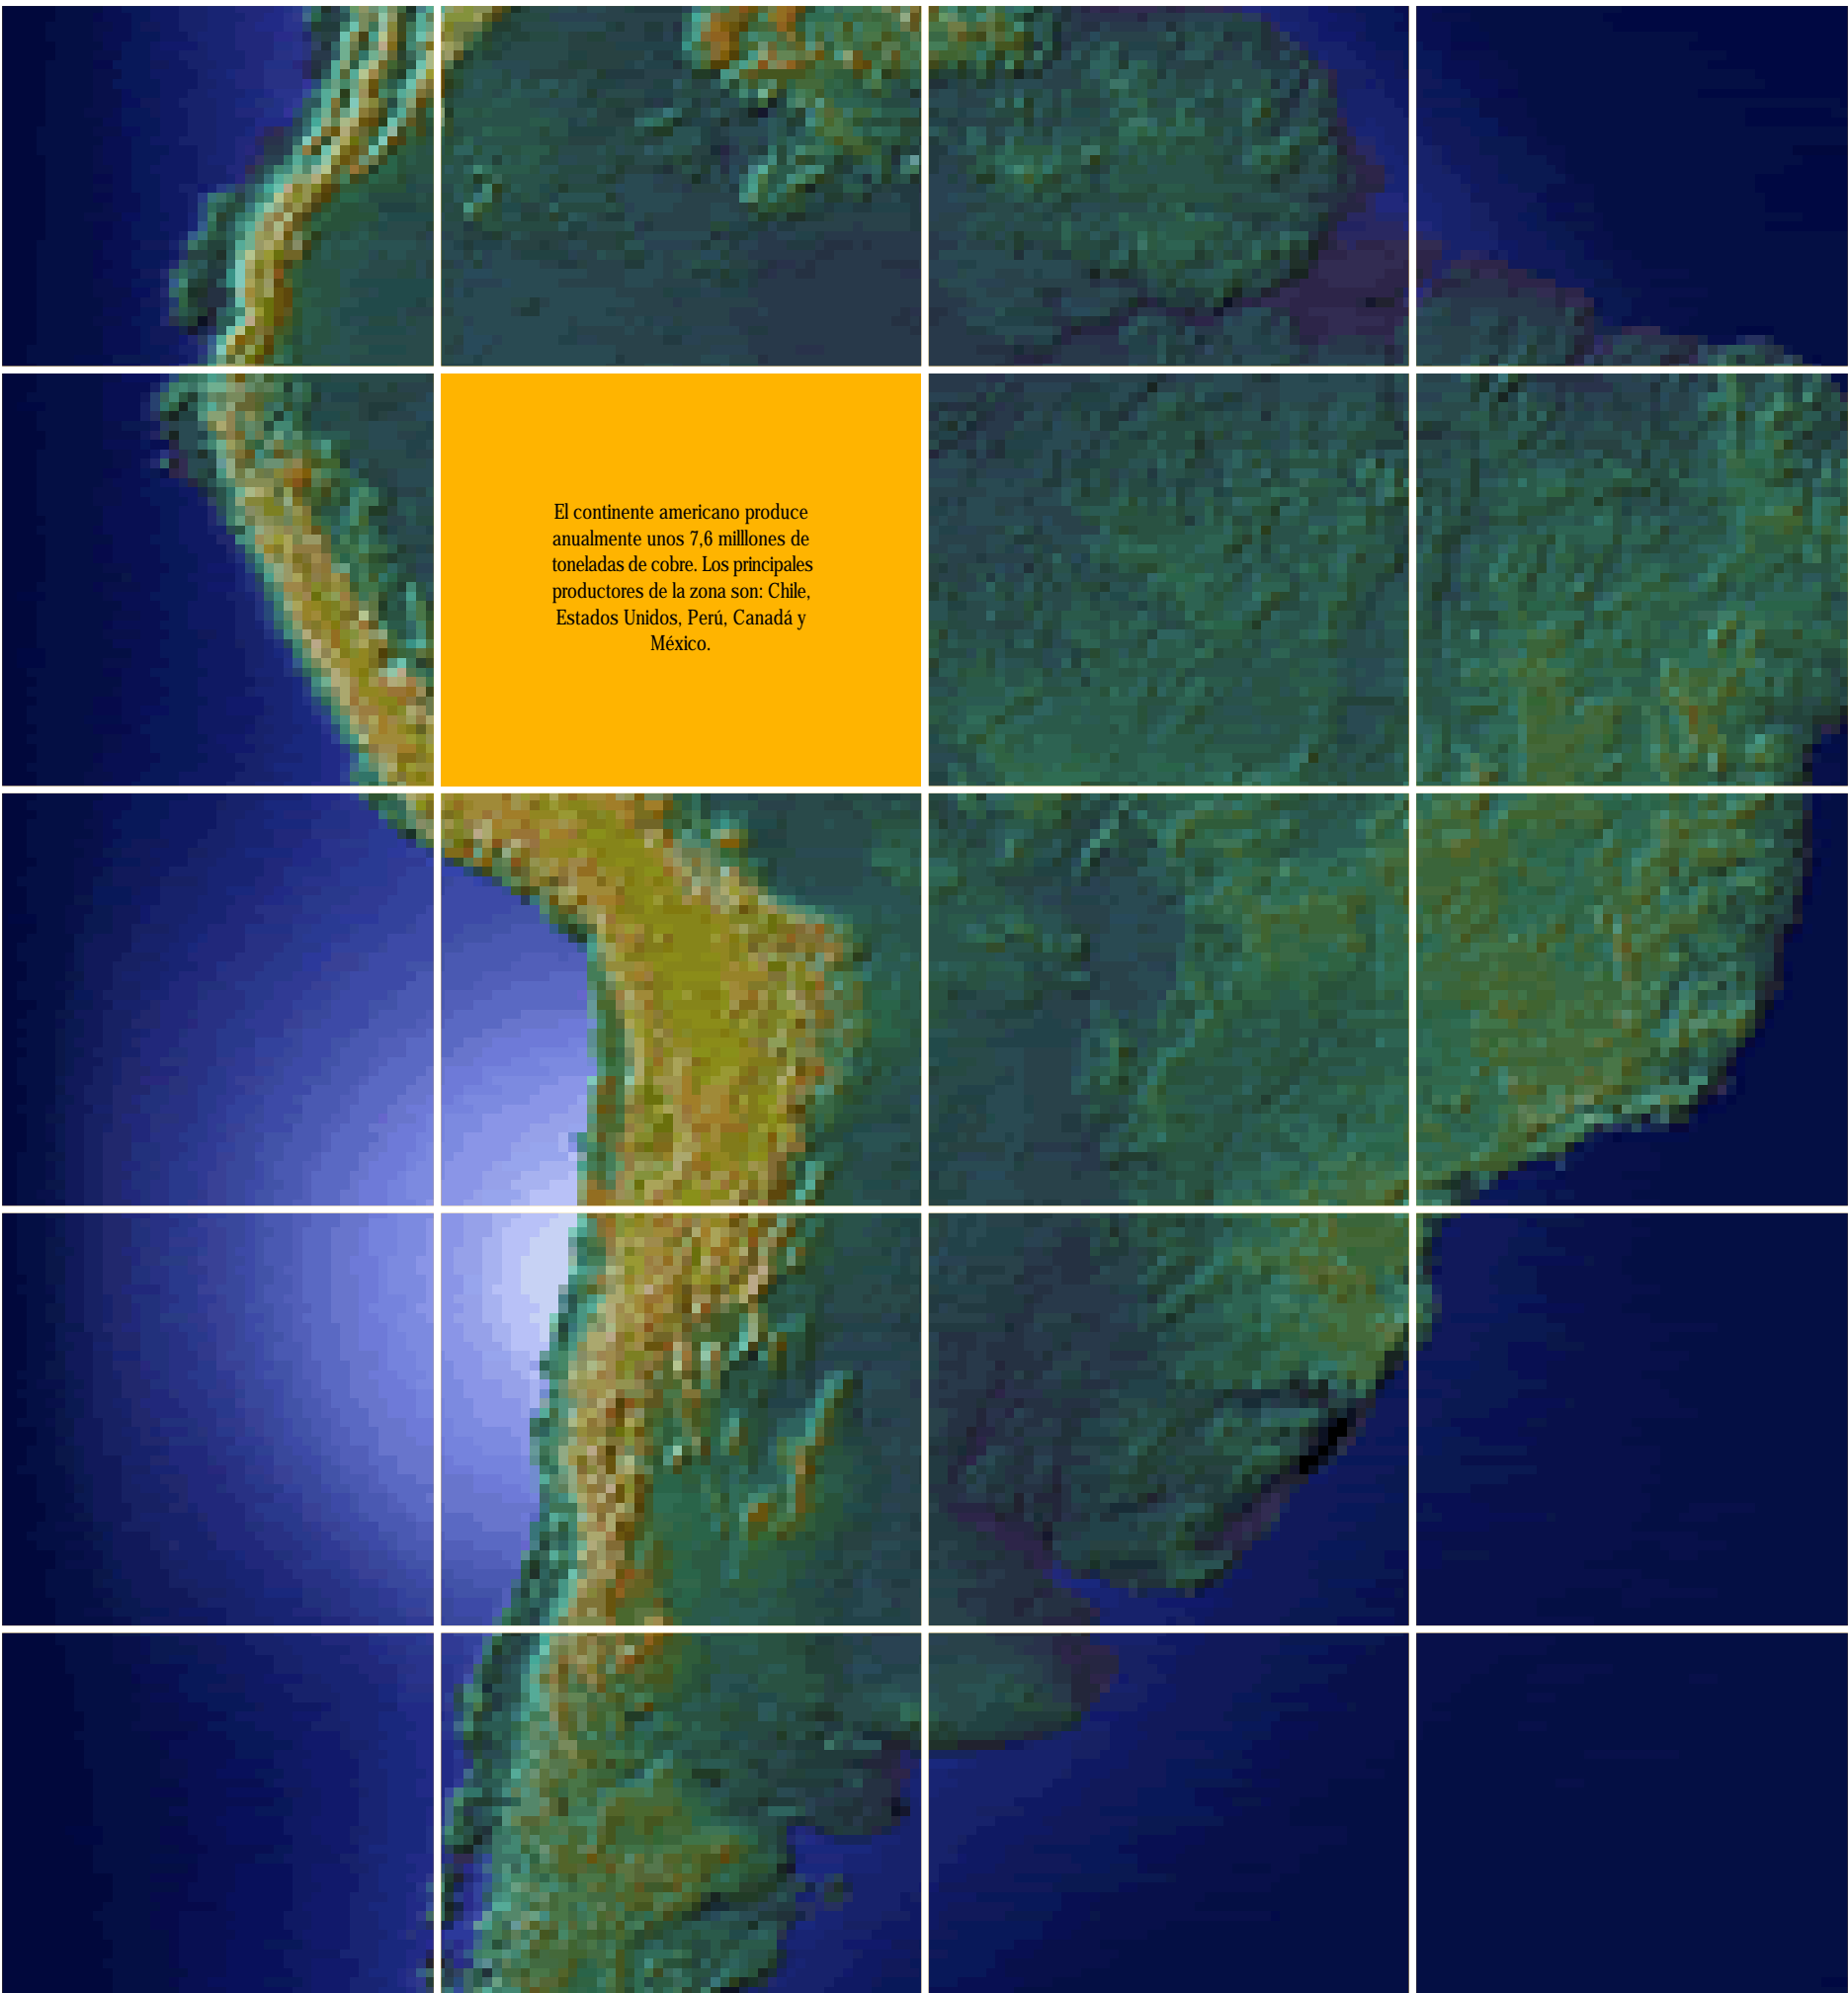 El continente americano produce
anualmente unos 7,6 milllones de
toneladas de cobre. Los principales
productores de la zona son: Chile,
Estados Unidos, Perú, Canadá y
México.